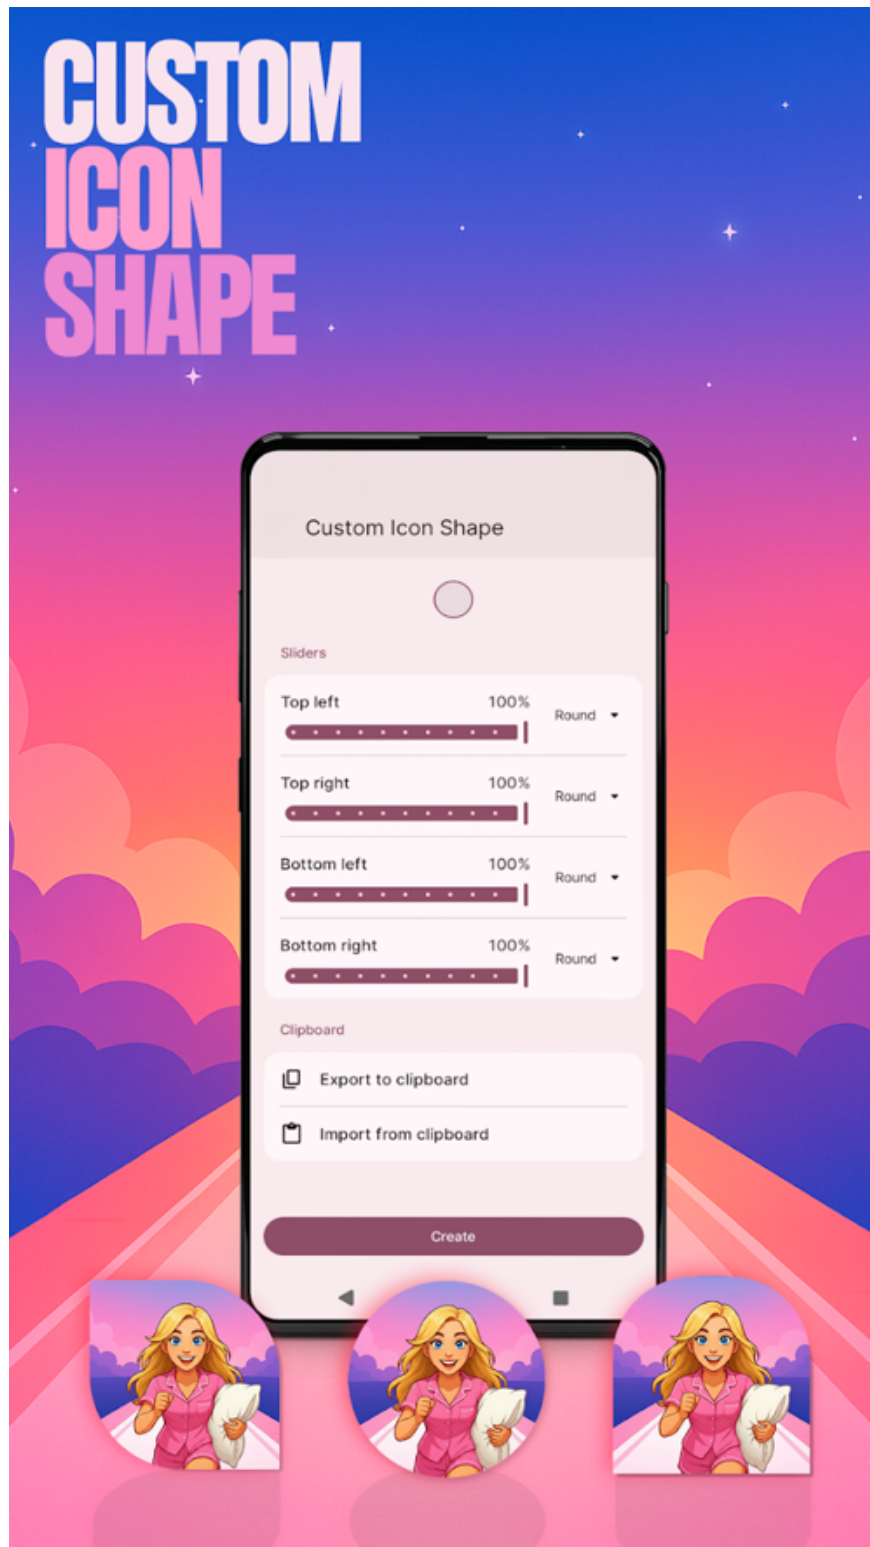 CUSTOM
ICON
SHAPE
Custom Icon Shape
Sliders
Top left 100% Round
Top right 100% Round
Bottom left 100% Round
Bottom right 100% Round
Clipboard
Export to clipboard
Import from clipboard
Create